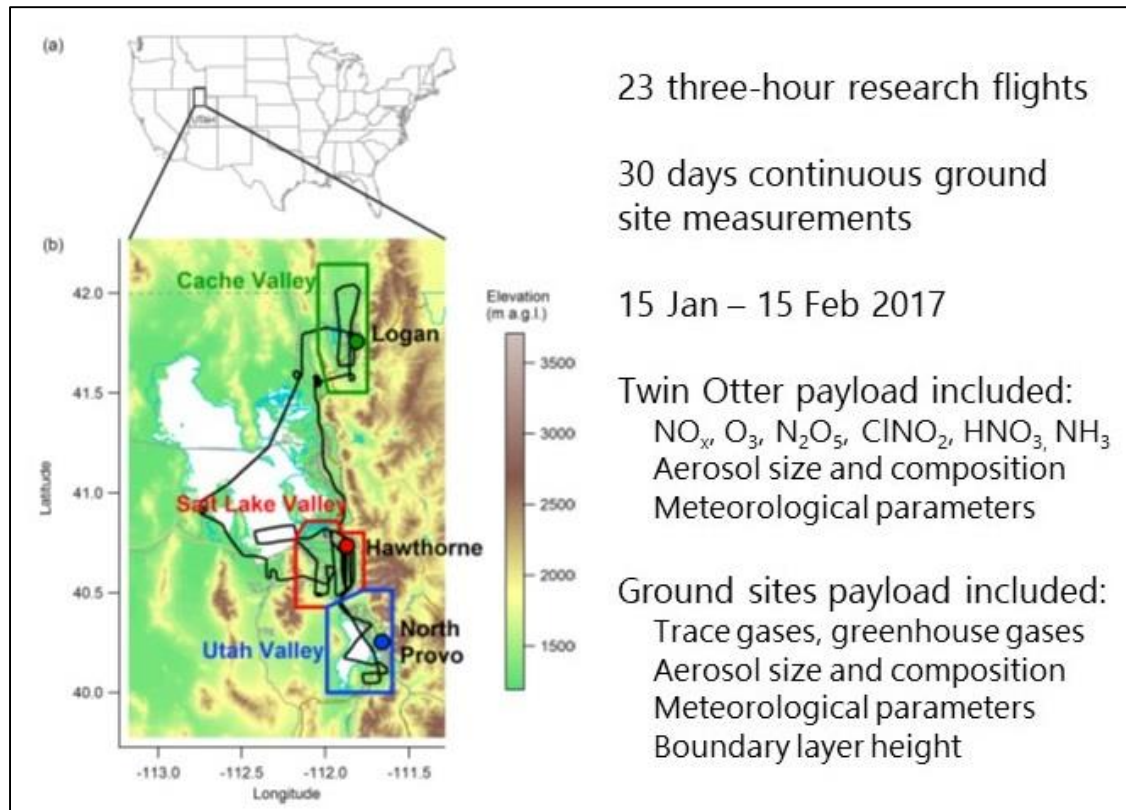 (a)
UTAH
(b)
Cache Valley
Logan
Salt Lake Valley
Hawthorne
North
Provo
Utah Valley
Latitude
42.0
41.5
41.0
40.5
40.0
-113.0
-112.5
-112.0
-111.5
Longitude
Elevation
(m a.g.l.)
3500
3000
2500
2000
1500
23 three-hour research flights
30 days continuous ground
site measurements
15 Jan – 15 Feb 2017
Twin Otter payload included:
NOₓ, O₃, N₂O₅, ClNO₂, HNO₃, NH₃
Aerosol size and composition
Meteorological parameters
Ground sites payload included:
Trace gases, greenhouse gases
Aerosol size and composition
Meteorological parameters
Boundary layer height